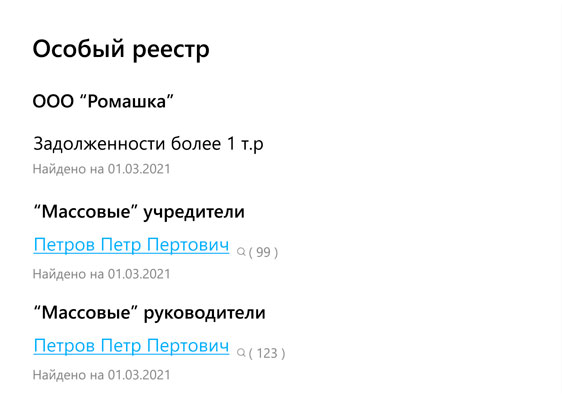 Особый реестр
ООО “Ромашка”
Задолженности более 1 т.р
Найдено на 01.03.2021
“Массовые” учредители
Петров Петр Пертович ( 99 )
Найдено на 01.03.2021
“Массовые” руководители
Петров Петр Пертович ( 123 )
Найдено на 01.03.2021